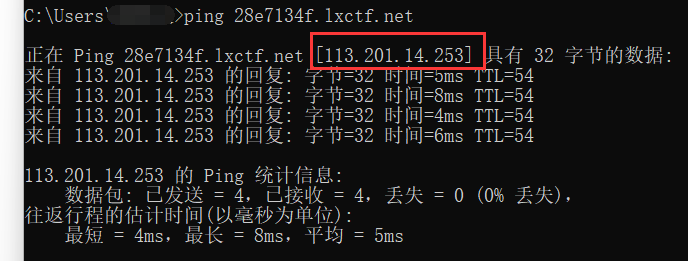 C:\Users\>ping 28e7134f.lxctf.net
正在 Ping 28e7134f.lxctf.net [113.201.14.253] 具有 32 字节的数据:
来自 113.201.14.253 的回复: 字节=32 时间=5ms TTL=54
来自 113.201.14.253 的回复: 字节=32 时间=8ms TTL=54
来自 113.201.14.253 的回复: 字节=32 时间=4ms TTL=54
来自 113.201.14.253 的回复: 字节=32 时间=6ms TTL=54
113.201.14.253 的 Ping 统计信息:
数据包: 已发送 = 4，已接收 = 4，丢失 = 0 (0% 丢失)，
往返行程的估计时间(以毫秒为单位):
最短 = 4ms，最长 = 8ms，平均 = 5ms